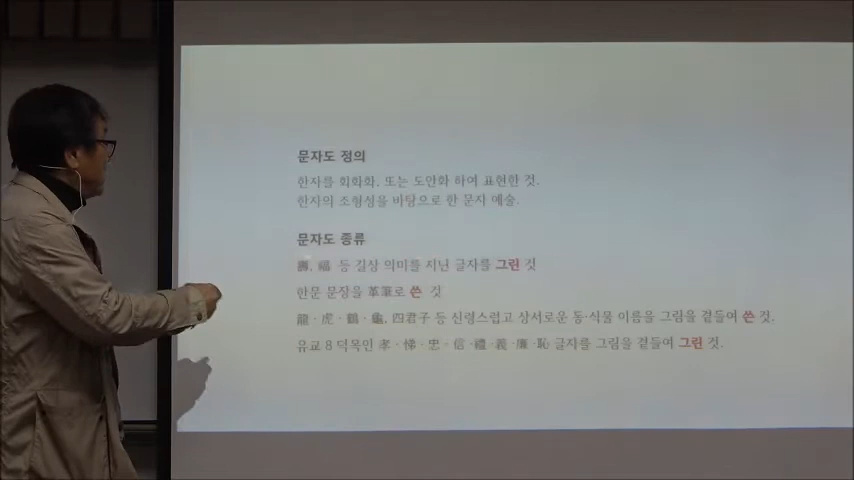 문자도 정의
한자를 회화화, 또는 도안화 하여 표현한 것.
한자의 조형성을 바탕으로 한 문자 예술.
문자도 종류
壽, 福 등 길상 의미를 지닌 글자를 그린 것
한문 문장을 革筆로 쓴 것
龍 · 虎 · 鶴 · 龜, 四君子 등 신령스럽고 상서로운 동·식물 이름을 그림을 곁들여 쓴 것.
유교 8 덕목인 孝 · 悌 · 忠 · 信 · 禮 · 義 · 廉 · 恥 글자를 그림을 곁들여 그린 것.